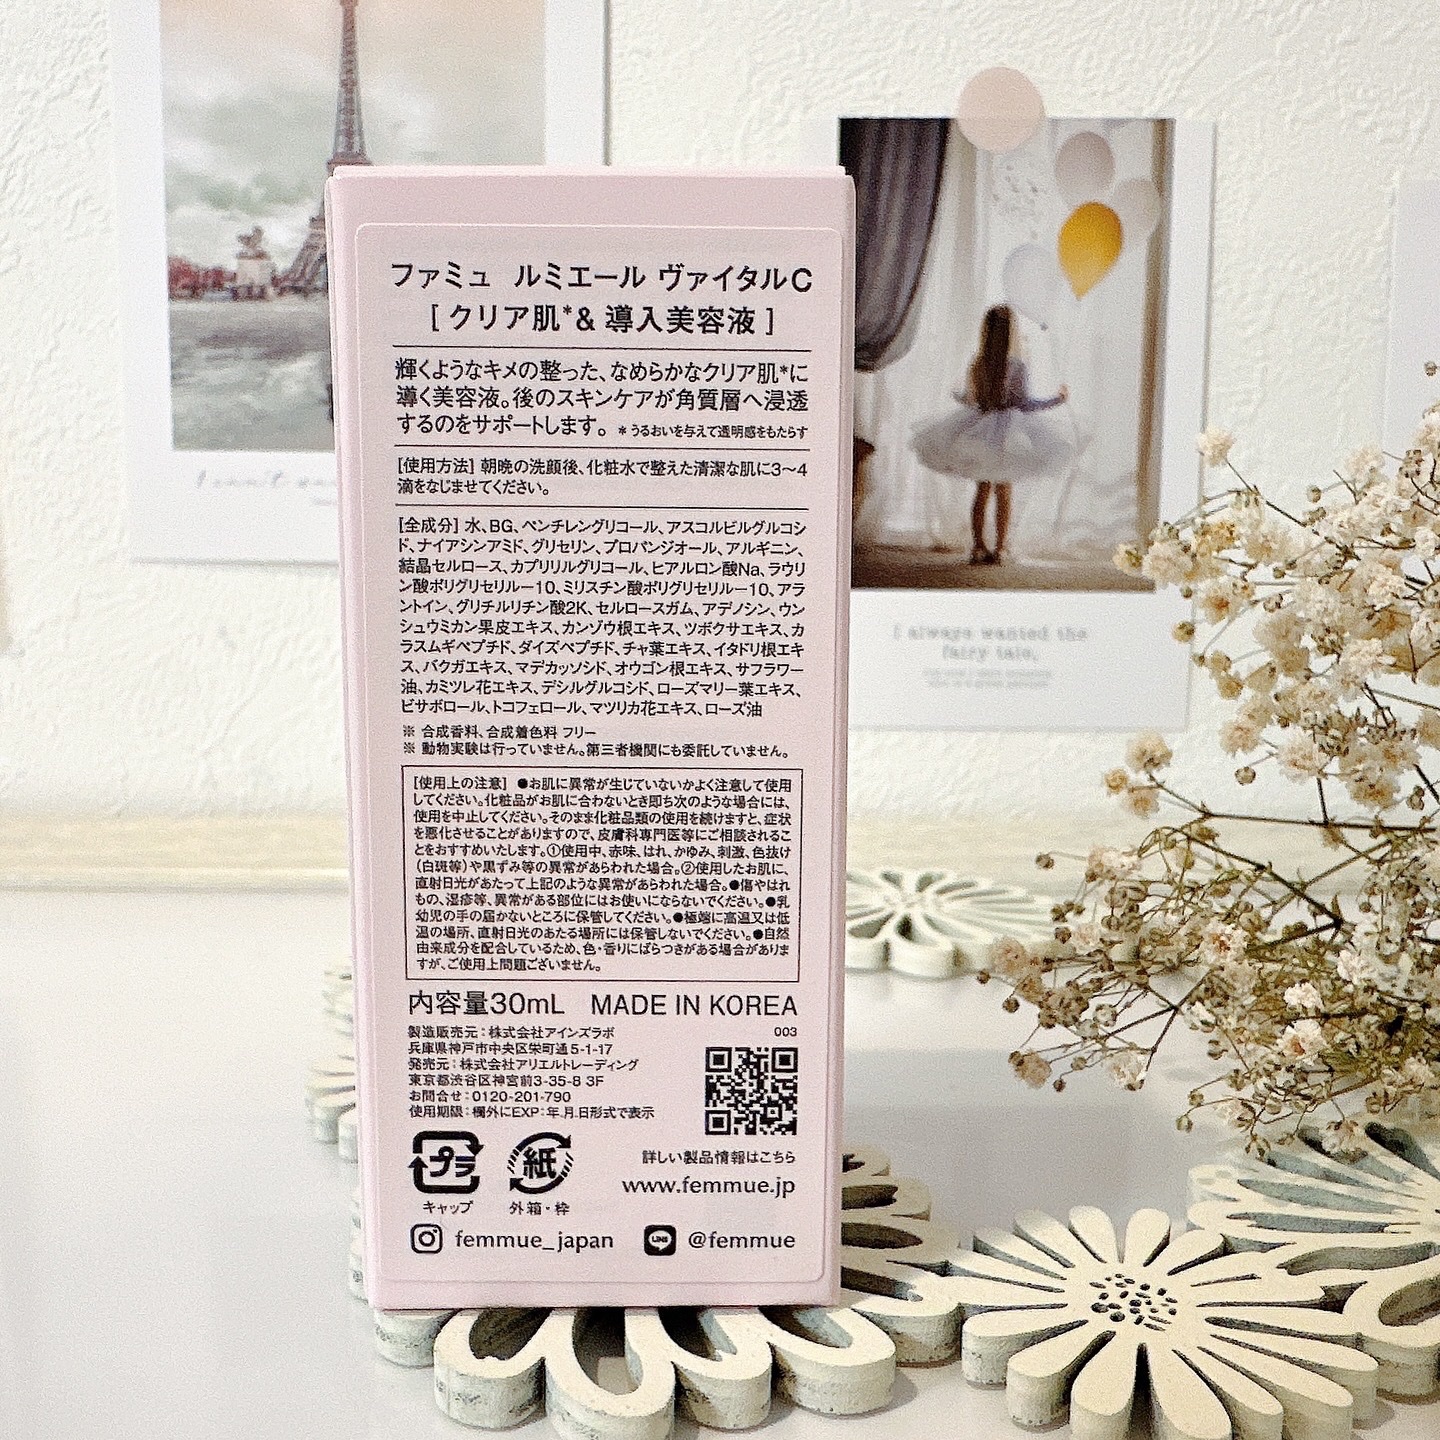 ファミュ ルミエール ヴァイタルC
[ クリア肌*& 導入美容液 ]
輝くようなキメの整った、なめらかなクリア肌*に
導く美容液。後のスキンケアが角質層へ浸透
するのをサポートします。 *うるおいを与えて透明感をもたらす
[使用方法] 朝晩の洗顔後、化粧水で整えた清潔な肌に3〜4
滴をなじませてください。
[全成分] 水、BG、ペンチレングリコール、アスコルビルグルコシ
ド、ナイアシンアミド、グリセリン、プロパンジオール、アルギニン、
結晶セルロース、カプリリルグリコール、ヒアルロン酸Na、ラウリ
ン酸ポリグリセリル-10、ミリスチン酸ポリグリセリル-10、アラ
ントイン、グリチルリチン酸2K、セルロースガム、アデノシン、ウン
シュウミカン果皮エキス、カンゾウ根エキス、ツボクサエキス、カ
ラスムギペプチド、ダイズペプチド、チャ葉エキス、イタドリ根エキ
ス、バクガエキス、マデカッソシド、オウゴン根エキス、サフラワー
油、カミツレ花エキス、デシルグルコシド、ローズマリー葉エキス、
ビサボロール、トコフェロール、マツリカ花エキス、ローズ油
※ 合成香料、合成着色料 フリー
※ 動物実験は行っていません。第三者機関にも委託していません。
[使用上の注意] ●お肌に異常が生じていないかよく注意して使用
してください。化粧品がお肌に合わないとき即ち次のような場合には、
使用を中止してください。そのまま化粧品類の使用を続けますと、症状
を悪化させることがありますので、皮膚科専門医等にご相談されるこ
とをおすすめいたします。①使用中、赤味、はれ、かゆみ、刺激、色抜け
(白斑等)や黒ずみ等の異常があらわれた場合。②使用したお肌に、
直射日光があたって上記のような異常があらわれた場合。●傷やはれ
もの、湿疹等、異常がある部位にはお使いにならないでください。●乳
幼児の手の届かないところに保管してください。●極端に高温又は低
温の場所、直射日光のあたる場所には保管しないでください。●自然
由来成分を配合しているため、色・香りにばらつきがある場合がありま
すが、ご使用上問題ございません。
内容量30mL MADE IN KOREA
003
製造販売元:株式会社アインズラボ
兵庫県神戸市中央区栄町通5-1-17
発売元:株式会社アリエルトレーディング
東京都渋谷区神宮前3-35-8 3F
お問合せ:0120-201-790
使用期限:欄外にEXP:年.月.日形式で表示
プラ
キャップ
紙
外箱・枠
詳しい製品情報はこちら
www.femmue.jp
femmue_japan
LINE @femmue
I always wanted the
fairy tale,